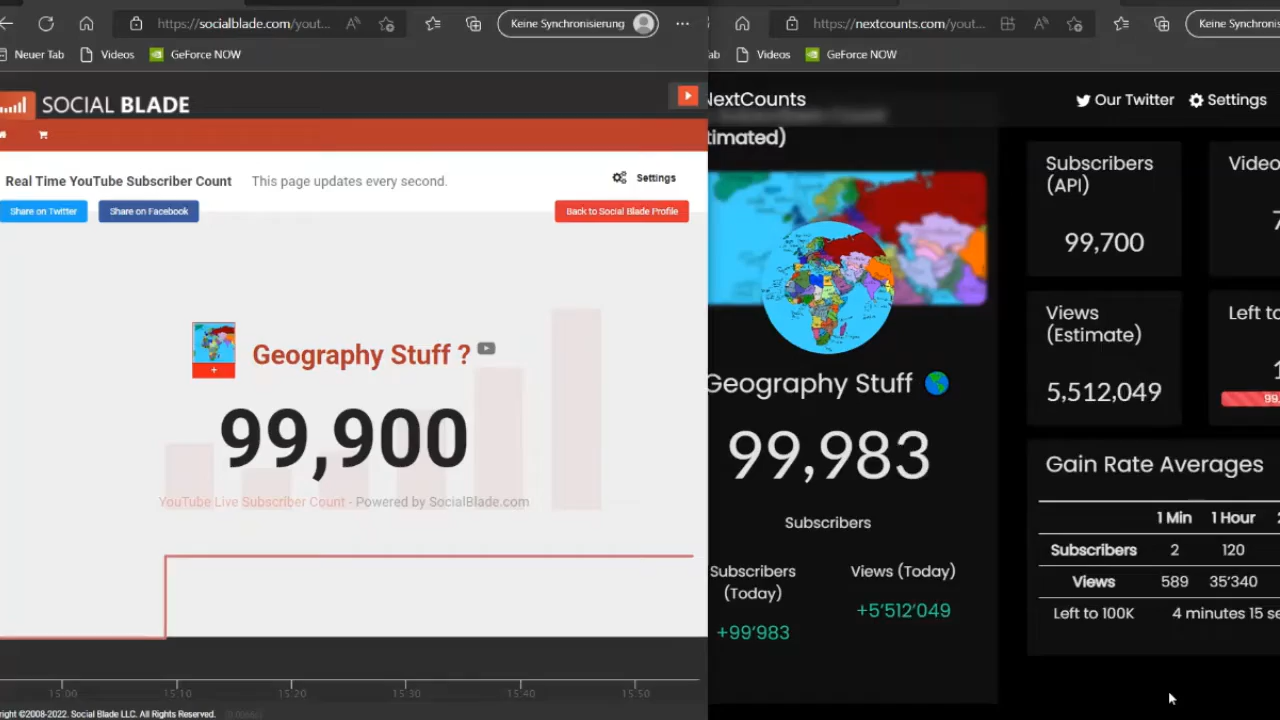 https://socialblade.com/yout...
Keine Synchronisierung
Neuer Tab
Videos
GeForce NOW
SOCIAL BLADE
Real Time YouTube Subscriber Count
This page updates every second.
Settings
Share on Twitter
Share on Facebook
Back to Social Blade Profile
+
Geography Stuff ?
99,900
YouTube Live Subscriber Count - Powered by SocialBlade.com
15:00
15:10
15:20
15:30
15:40
15:50
right ©2008-2022. Social Blade LLC. All Rights Reserved.
https://nextcounts.com/yout...
Keine Synchronis
ab
Videos
GeForce NOW
NextCounts
Our Twitter
Settings
timated)
Geography Stuff
99,983
Subscribers
Subscribers
(Today)
+99'983
Views (Today)
+5'512'049
Subscribers
(API)
99,700
Video
7
Views
(Estimate)
5,512,049
Left to
1
99.
Gain Rate Averages
1 Min
1 Hour
Subscribers
2
120
Views
589
35'340
Left to 100K
4 minutes 15 se